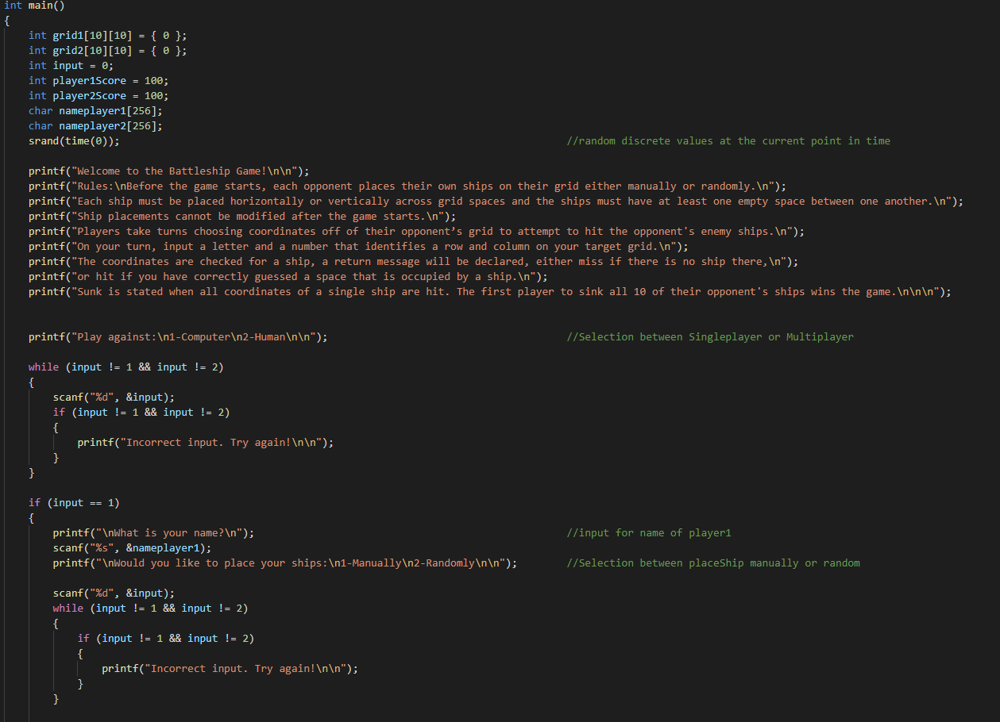 int main()
{
int grid1[10][10] = { 0 };
int grid2[10][10] = { 0 };
int input = 0;
int player1Score = 100;
int player2Score = 100;
char nameplayer1[256];
char nameplayer2[256];
srand(time(0)); //random discrete values at the current point in time
printf("Welcome to the Battleship Game!\n\n");
printf("Rules:\nBefore the game starts, each opponent places their own ships on their grid either manually or randomly.\n");
printf("Each ship must be placed horizontally or vertically across grid spaces and the ships must have at least one empty space between one another.\n");
printf("Ship placements cannot be modified after the game starts.\n");
printf("Players take turns choosing coordinates off of their opponent’s grid to attempt to hit the opponent's enemy ships.\n");
printf("On your turn, input a letter and a number that identifies a row and column on your target grid.\n");
printf("The coordinates are checked for a ship, a return message will be declared, either miss if there is no ship there,\n");
printf("or hit if you have correctly guessed a space that is occupied by a ship.\n");
printf("Sunk is stated when all coordinates of a single ship are hit. The first player to sink all 10 of their opponent's ships wins the game.\n\n\n");
printf("Play against:\n1-Computer\n2-Human\n\n"); //Selection between Singleplayer or Multiplayer
while (input != 1 && input != 2)
{
scanf("%d", &input);
if (input != 1 && input != 2)
{
printf("Incorrect input. Try again!\n\n");
}
}
if (input == 1)
{
printf("\nWhat is your name?\n"); //input for name of player1
scanf("%s", &nameplayer1);
printf("\nWould you like to place your ships:\n1-Manually\n2-Randomly\n\n"); //Selection between placeShip manually or random
scanf("%d", &input);
while (input != 1 && input != 2)
{
if (input != 1 && input != 2)
{
printf("Incorrect input. Try again!\n\n");
}
}